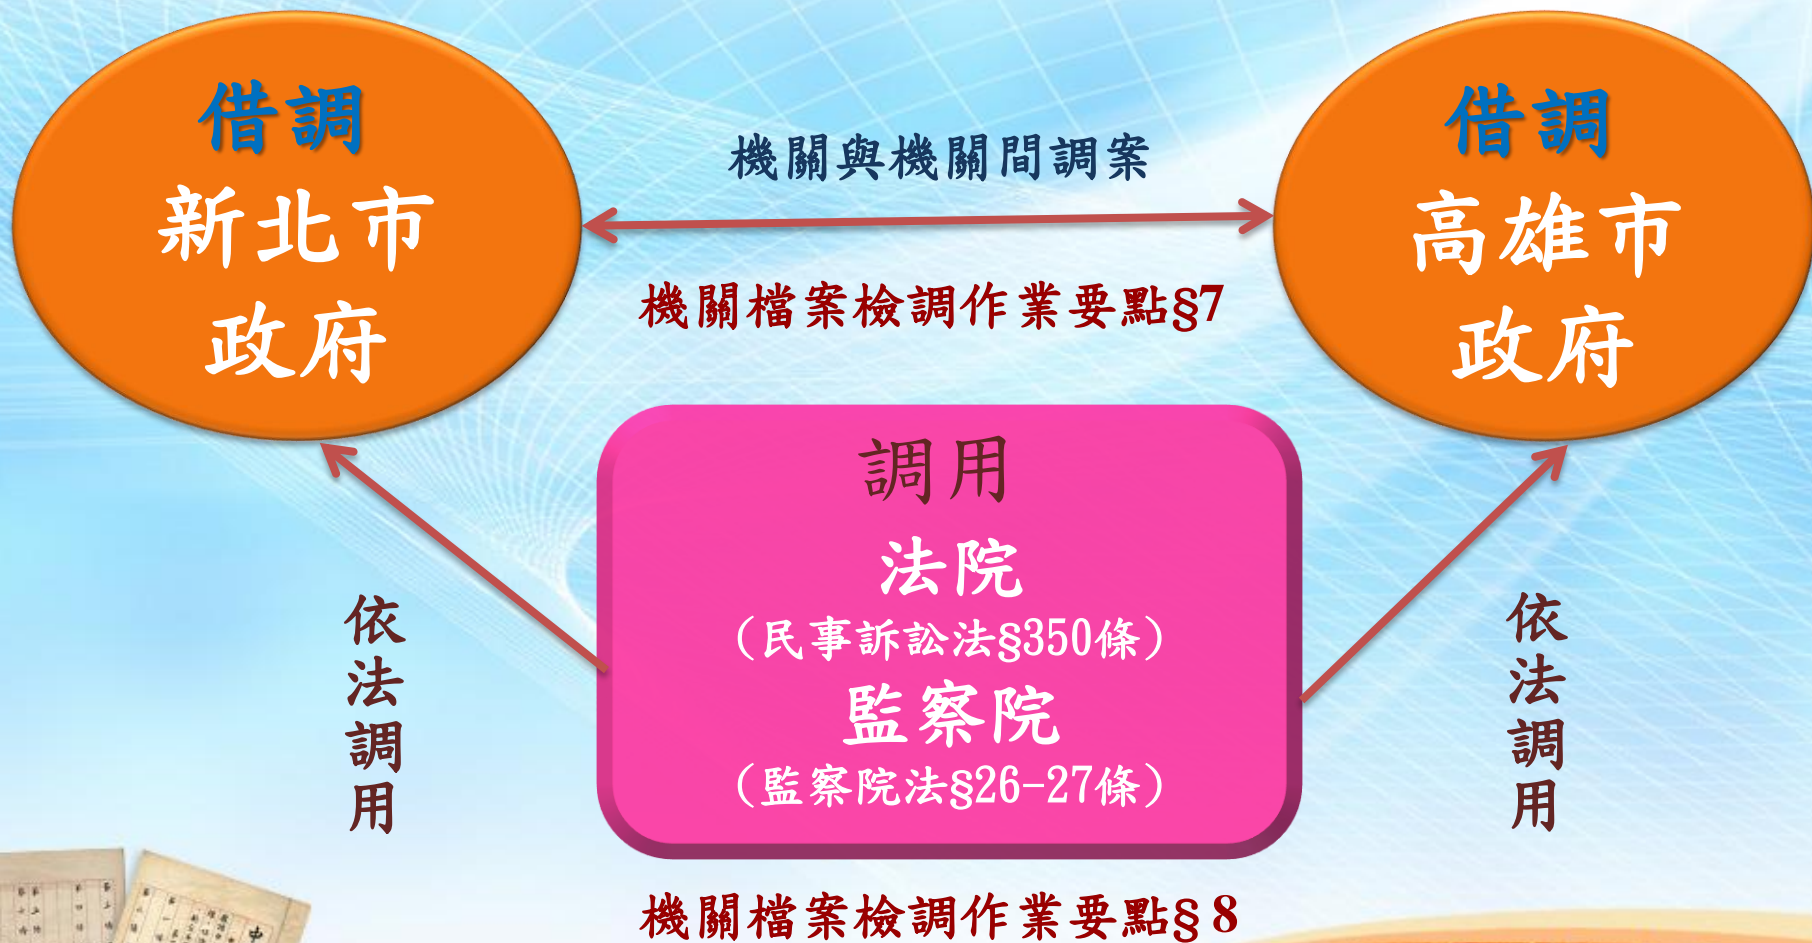 借調
新北市
政府
機關與機關間調案
機關檔案檢調作業要點§7
借調
高雄市
政府
調用
法院
（民事訴訟法§350條）
監察院
（監察院法§26-27條）
依法調用
依法調用
機關檔案檢調作業要點§8